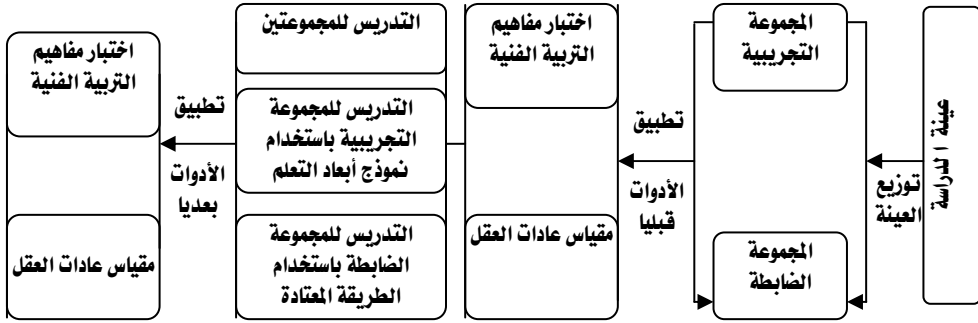 عينة الدراسة
توزيع
العينة
المجموعة
التجريبية
المجموعة
الضابطة
تطبيق
الأدوات
قبليا
اختبار مفاهيم
التربية الفنية
مقياس عادات العقل
التدريس للمجموعتين
التدريس للمجموعة
التجريبية باستخدام
نموذج أبعاد التعلم
التدريس للمجموعة
الضابطة باستخدام
الطريقة المعتادة
تطبيق
الأدوات
بعديا
اختبار مفاهيم
التربية الفنية
مقياس عادات العقل